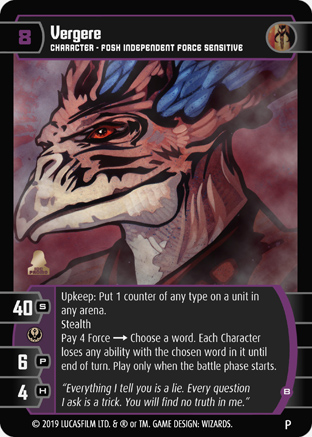 8
Vergere
CHARACTER - FOSH INDEPENDENT FORCE SENSITIVE
40 S
Upkeep: Put 1 counter of any type on a unit in
any arena.
Stealth
Pay 4 Force → Choose a word. Each Character
loses any ability with the chosen word in it until
end of turn. Play only when the battle phase starts.
6 P
4 H
“Everything I tell you is a lie. Every question
I ask is a trick. You will find no truth in me.”
B
© 2019 LUCASFILM LTD. & ® or TM. GAME DESIGN: WIZARDS.
P